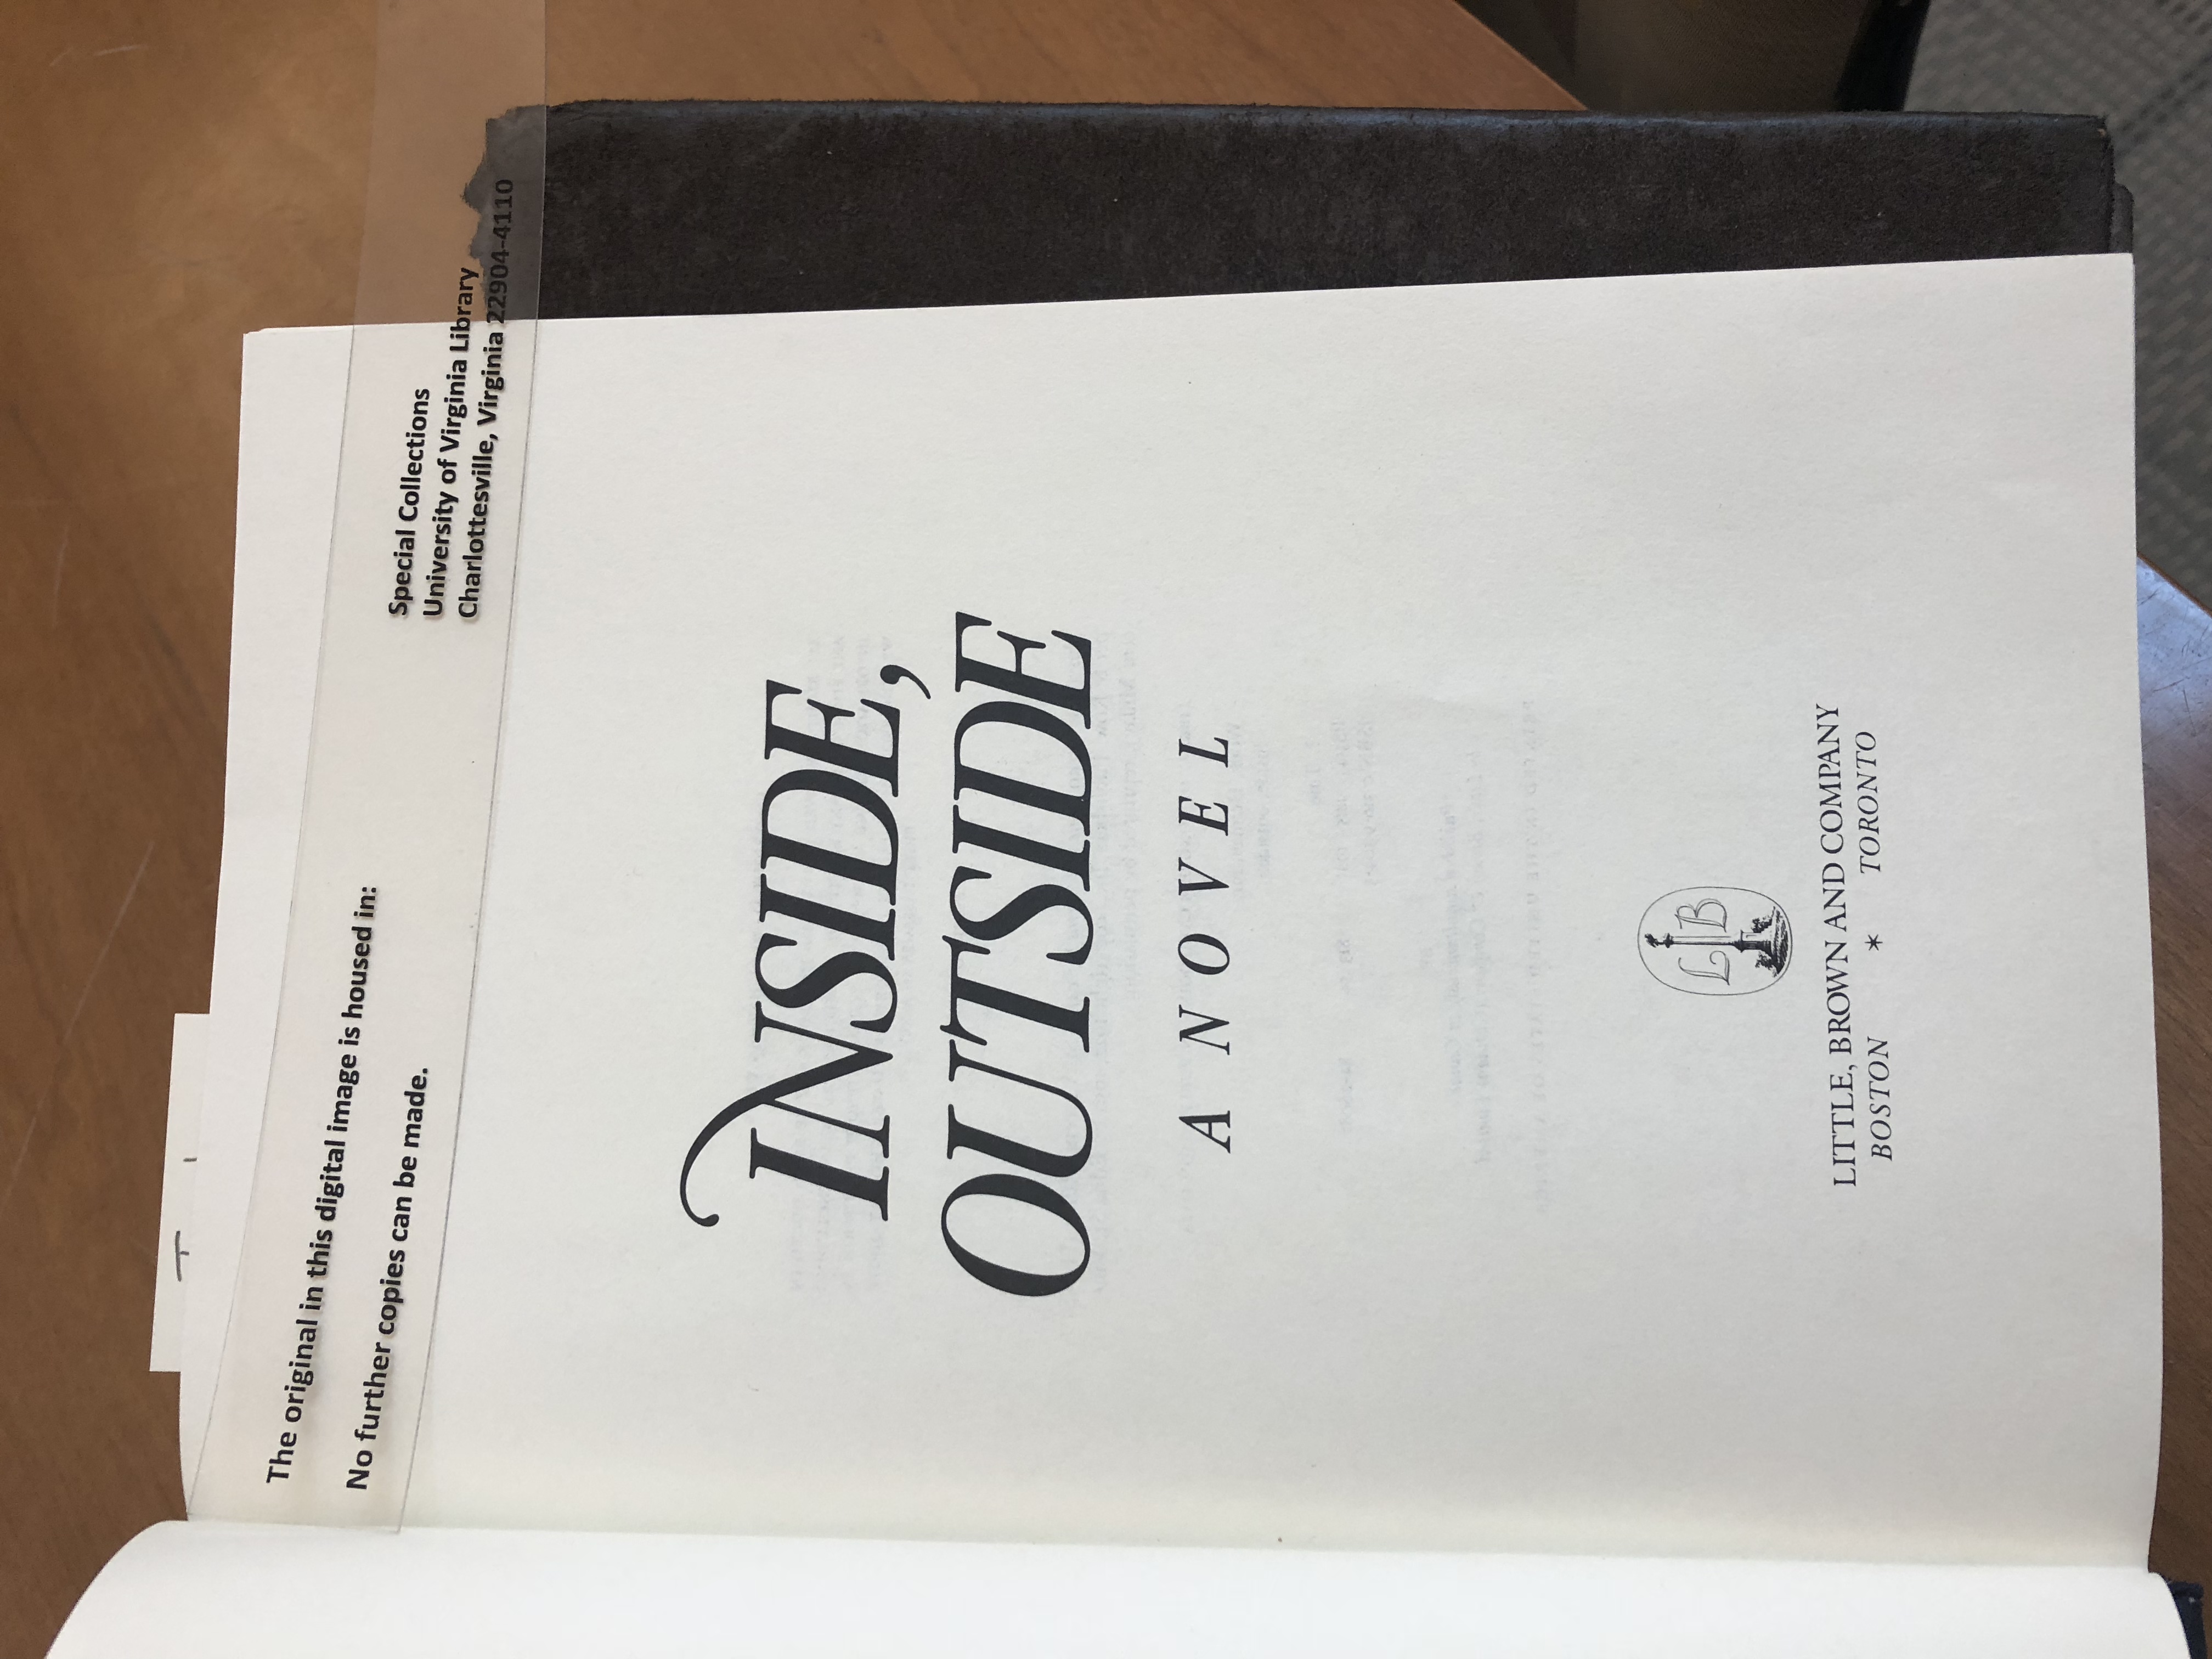 The original in this digital image is housed in:
No further copies can be made.
Special Collections
University of Virginia Library
Charlottesville, Virginia 22904-4110
INSIDE,
OUTSIDE
A NOVEL
L B
LITTLE, BROWN AND COMPANY
BOSTON * TORONTO